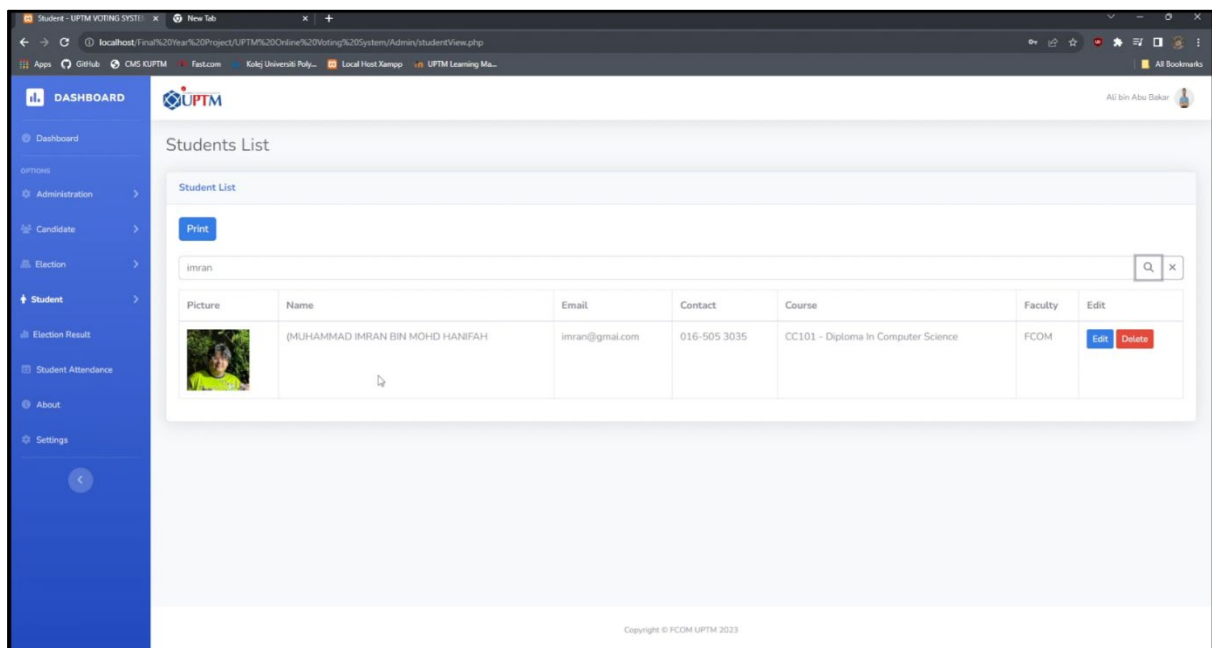 Student - UPTM VOTING SYSTE
New Tab
localhost/Final%20Year%20Project/UPTM%20Online%20Voting%20System/Admin/studentView.php
Apps GitHub CMS KUPTM Fast.com Kolej Universiti Poly... Local Host Xampp UPTM Learning Ma...
All Bookmarks
DASHBOARD
UPTM
Ali bin Abu Bakar
Dashboard
OPTIONS
Administration
Candidate
Election
Student
Election Result
Student Attendance
About
Settings
Students List
Student List
Print
imran
Picture Name Email Contact Course Faculty Edit
(MUHAMMAD IMRAN BIN MOHD HANIFAH imran@gmai.com 016-505 3035 CC101 - Diploma In Computer Science FCOM Edit Delete
Copyright © FCOM UPTM 2023